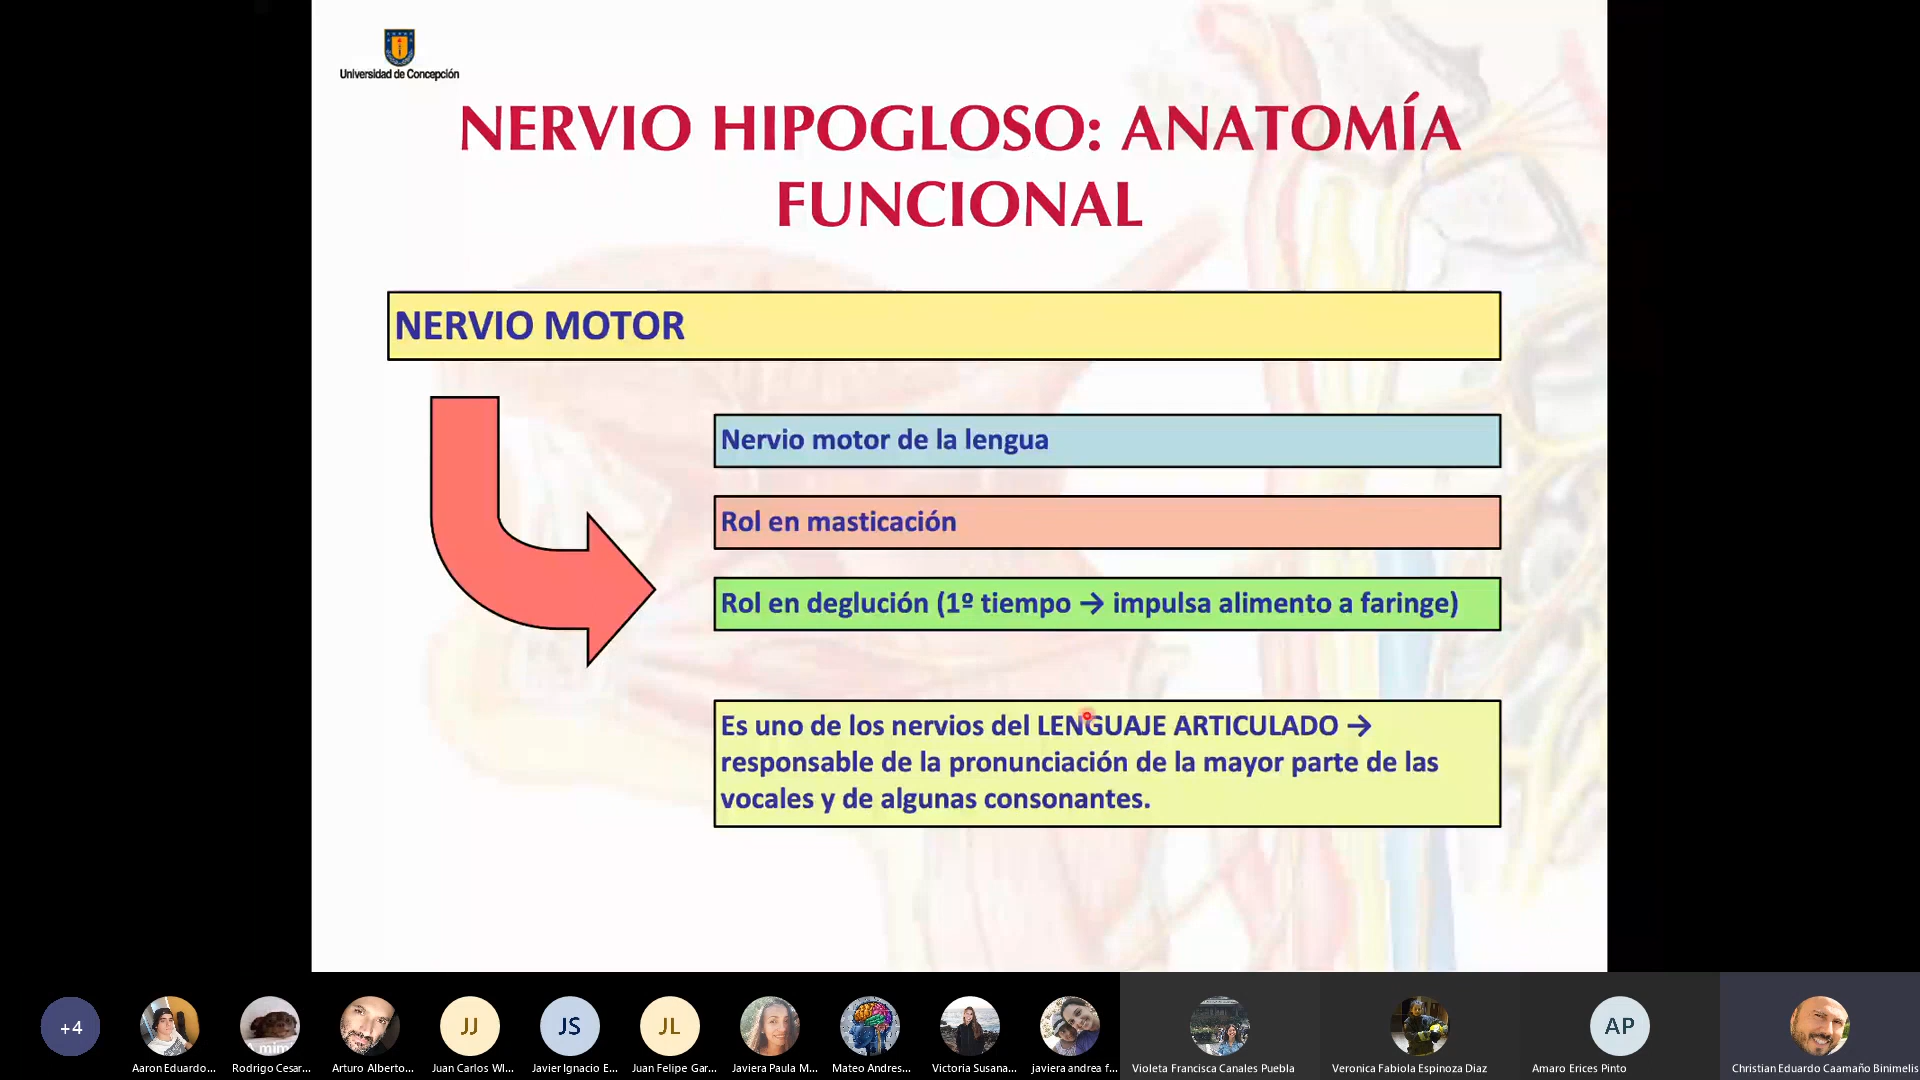 Universidad de Concepción
NERVIO HIPOGLOSO: ANATOMÍA
FUNCIONAL
NERVIO MOTOR
Nervio motor de la lengua
Rol en masticación
Rol en deglución (1º tiempo → impulsa alimento a faringe)
Es uno de los nervios del LENGUAJE ARTICULADO →
responsable de la pronunciación de la mayor parte de las
vocales y de algunas consonantes.
+4
mim
JJ
JS
JL
AP
Aaron Eduardo...
Rodrigo Cesar...
Arturo Alberto...
Juan Carlos Wl...
Javier Ignacio E...
Juan Felipe Gar...
Javiera Paula M...
Mateo Andres...
Victoria Susana...
javiera andrea f...
Violeta Francisca Canales Puebla
Veronica Fabiola Espinoza Diaz
Amaro Erices Pinto
Christian Eduardo Caamaño Binimelis